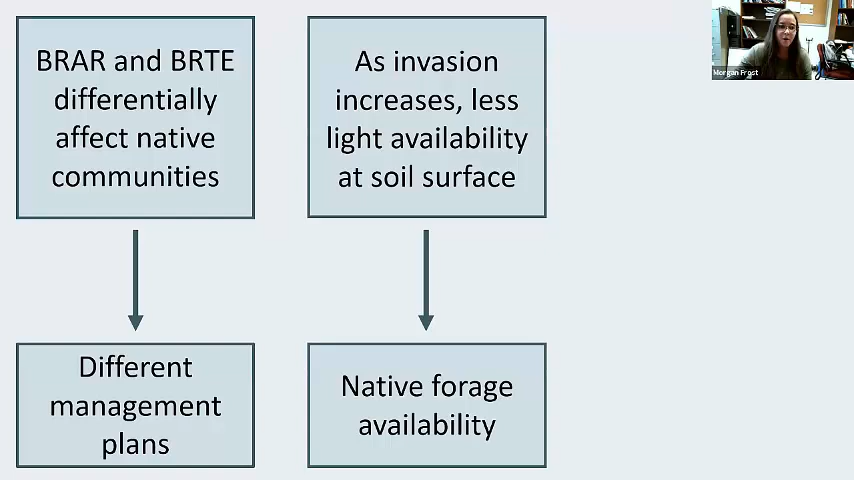 BRAR and BRTE
differentially
affect native
communities
As invasion
increases, less
light availability
at soil surface
Different
management
plans
Native forage
availability
Morgan Frost